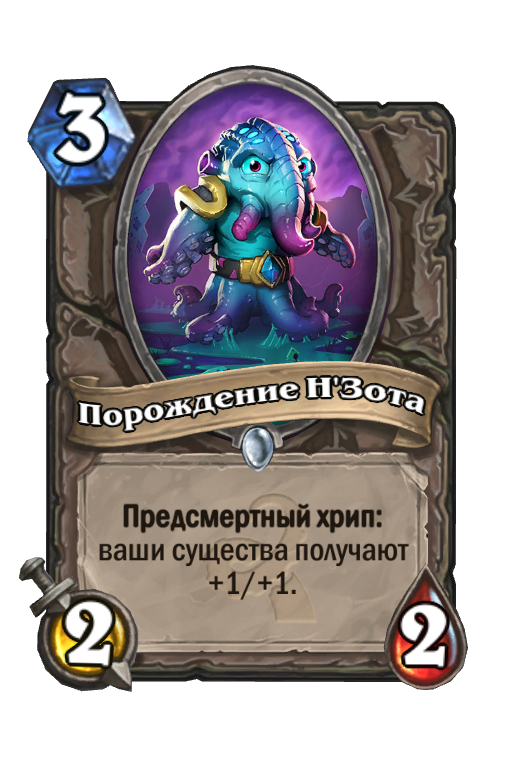 3
Порождение Н'Зота
Предсмертный хрип:
ваши существа получают
+1/+1.
2
2